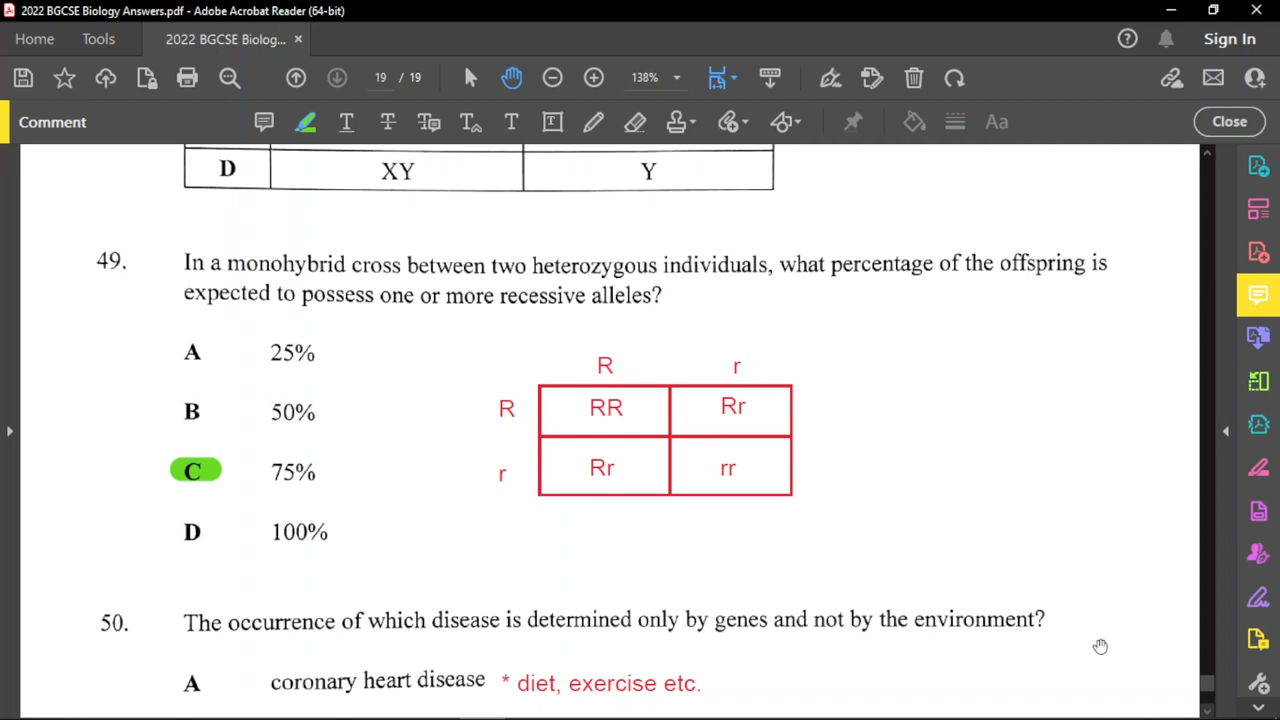 2022 BGCSE Biology Answers.pdf - Adobe Acrobat Reader (64-bit)
Home Tools 2022 BGCSE Biolog... × Sign In
19 / 19 138%
Comment Close
D XY Y
49. In a monohybrid cross between two heterozygous individuals, what percentage of the offspring is
expected to possess one or more recessive alleles?
A 25%
R r
R RR Rr
B 50%
r Rr rr
C 75%
D 100%
50. The occurrence of which disease is determined only by genes and not by the environment?
A coronary heart disease * diet, exercise etc.